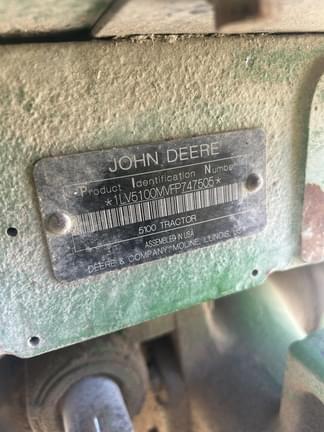 JOHN DEERE
Product Identification Number
*1LV5100MVFP747505*
5100 TRACTOR
ASSEMBLED IN USA
DEERE & COMPANY MOLINE, ILLINOIS,